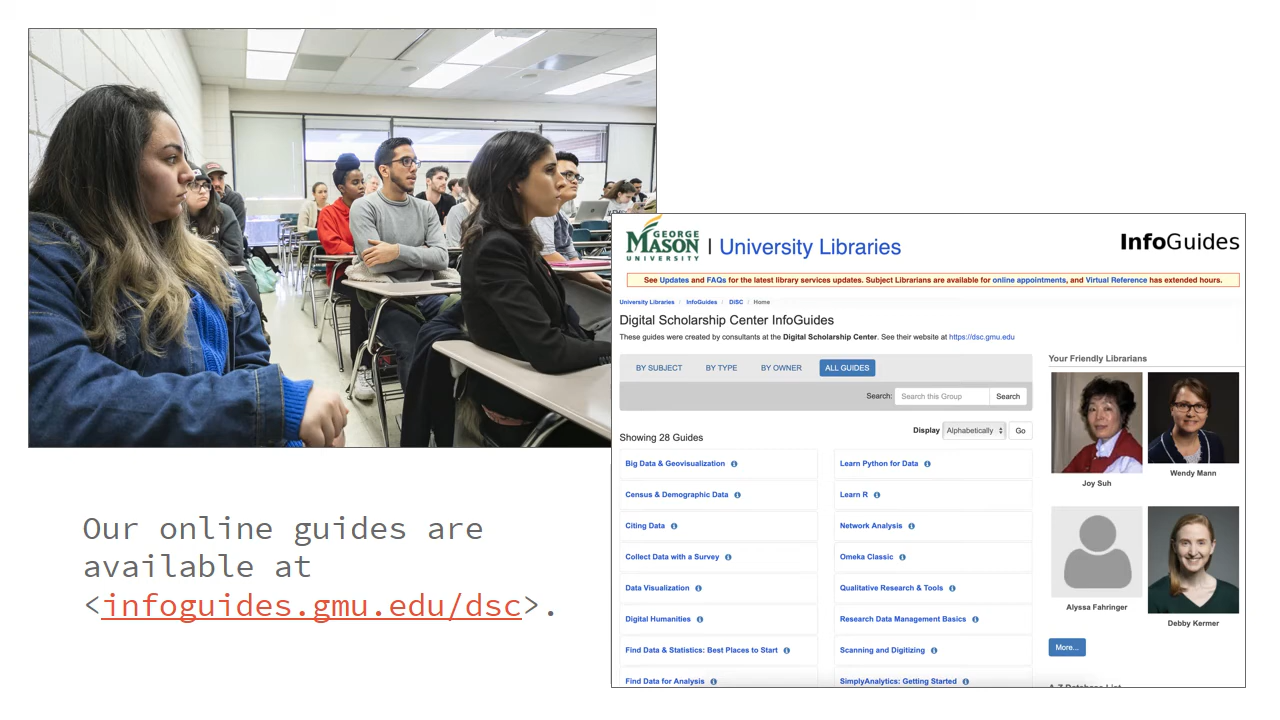 Our online guides are
available at
<infoguides.gmu.edu/dsc>.
GEORGE
MASON
UNIVERSITY
University Libraries
InfoGuides
See Updates and FAQs for the latest library services updates. Subject Librarians are available for online appointments, and Virtual Reference has extended hours.
University Libraries / InfoGuides / DiSC / Home
Digital Scholarship Center InfoGuides
These guides were created by consultants at the Digital Scholarship Center. See their website at https://dsc.gmu.edu
BY SUBJECT BY TYPE BY OWNER ALL GUIDES
Search: Search this Group Search
Showing 28 Guides
Display Alphabetically Go
Big Data & Geovisualization
Census & Demographic Data
Citing Data
Collect Data with a Survey
Data Visualization
Digital Humanities
Find Data & Statistics: Best Places to Start
Find Data for Analysis
Learn Python for Data
Learn R
Network Analysis
Omeka Classic
Qualitative Research & Tools
Research Data Management Basics
Scanning and Digitizing
SimplyAnalytics: Getting Started
Your Friendly Librarians
Joy Suh
Wendy Mann
Alyssa Fahringer
Debby Kermer
More...
A-Z Database List